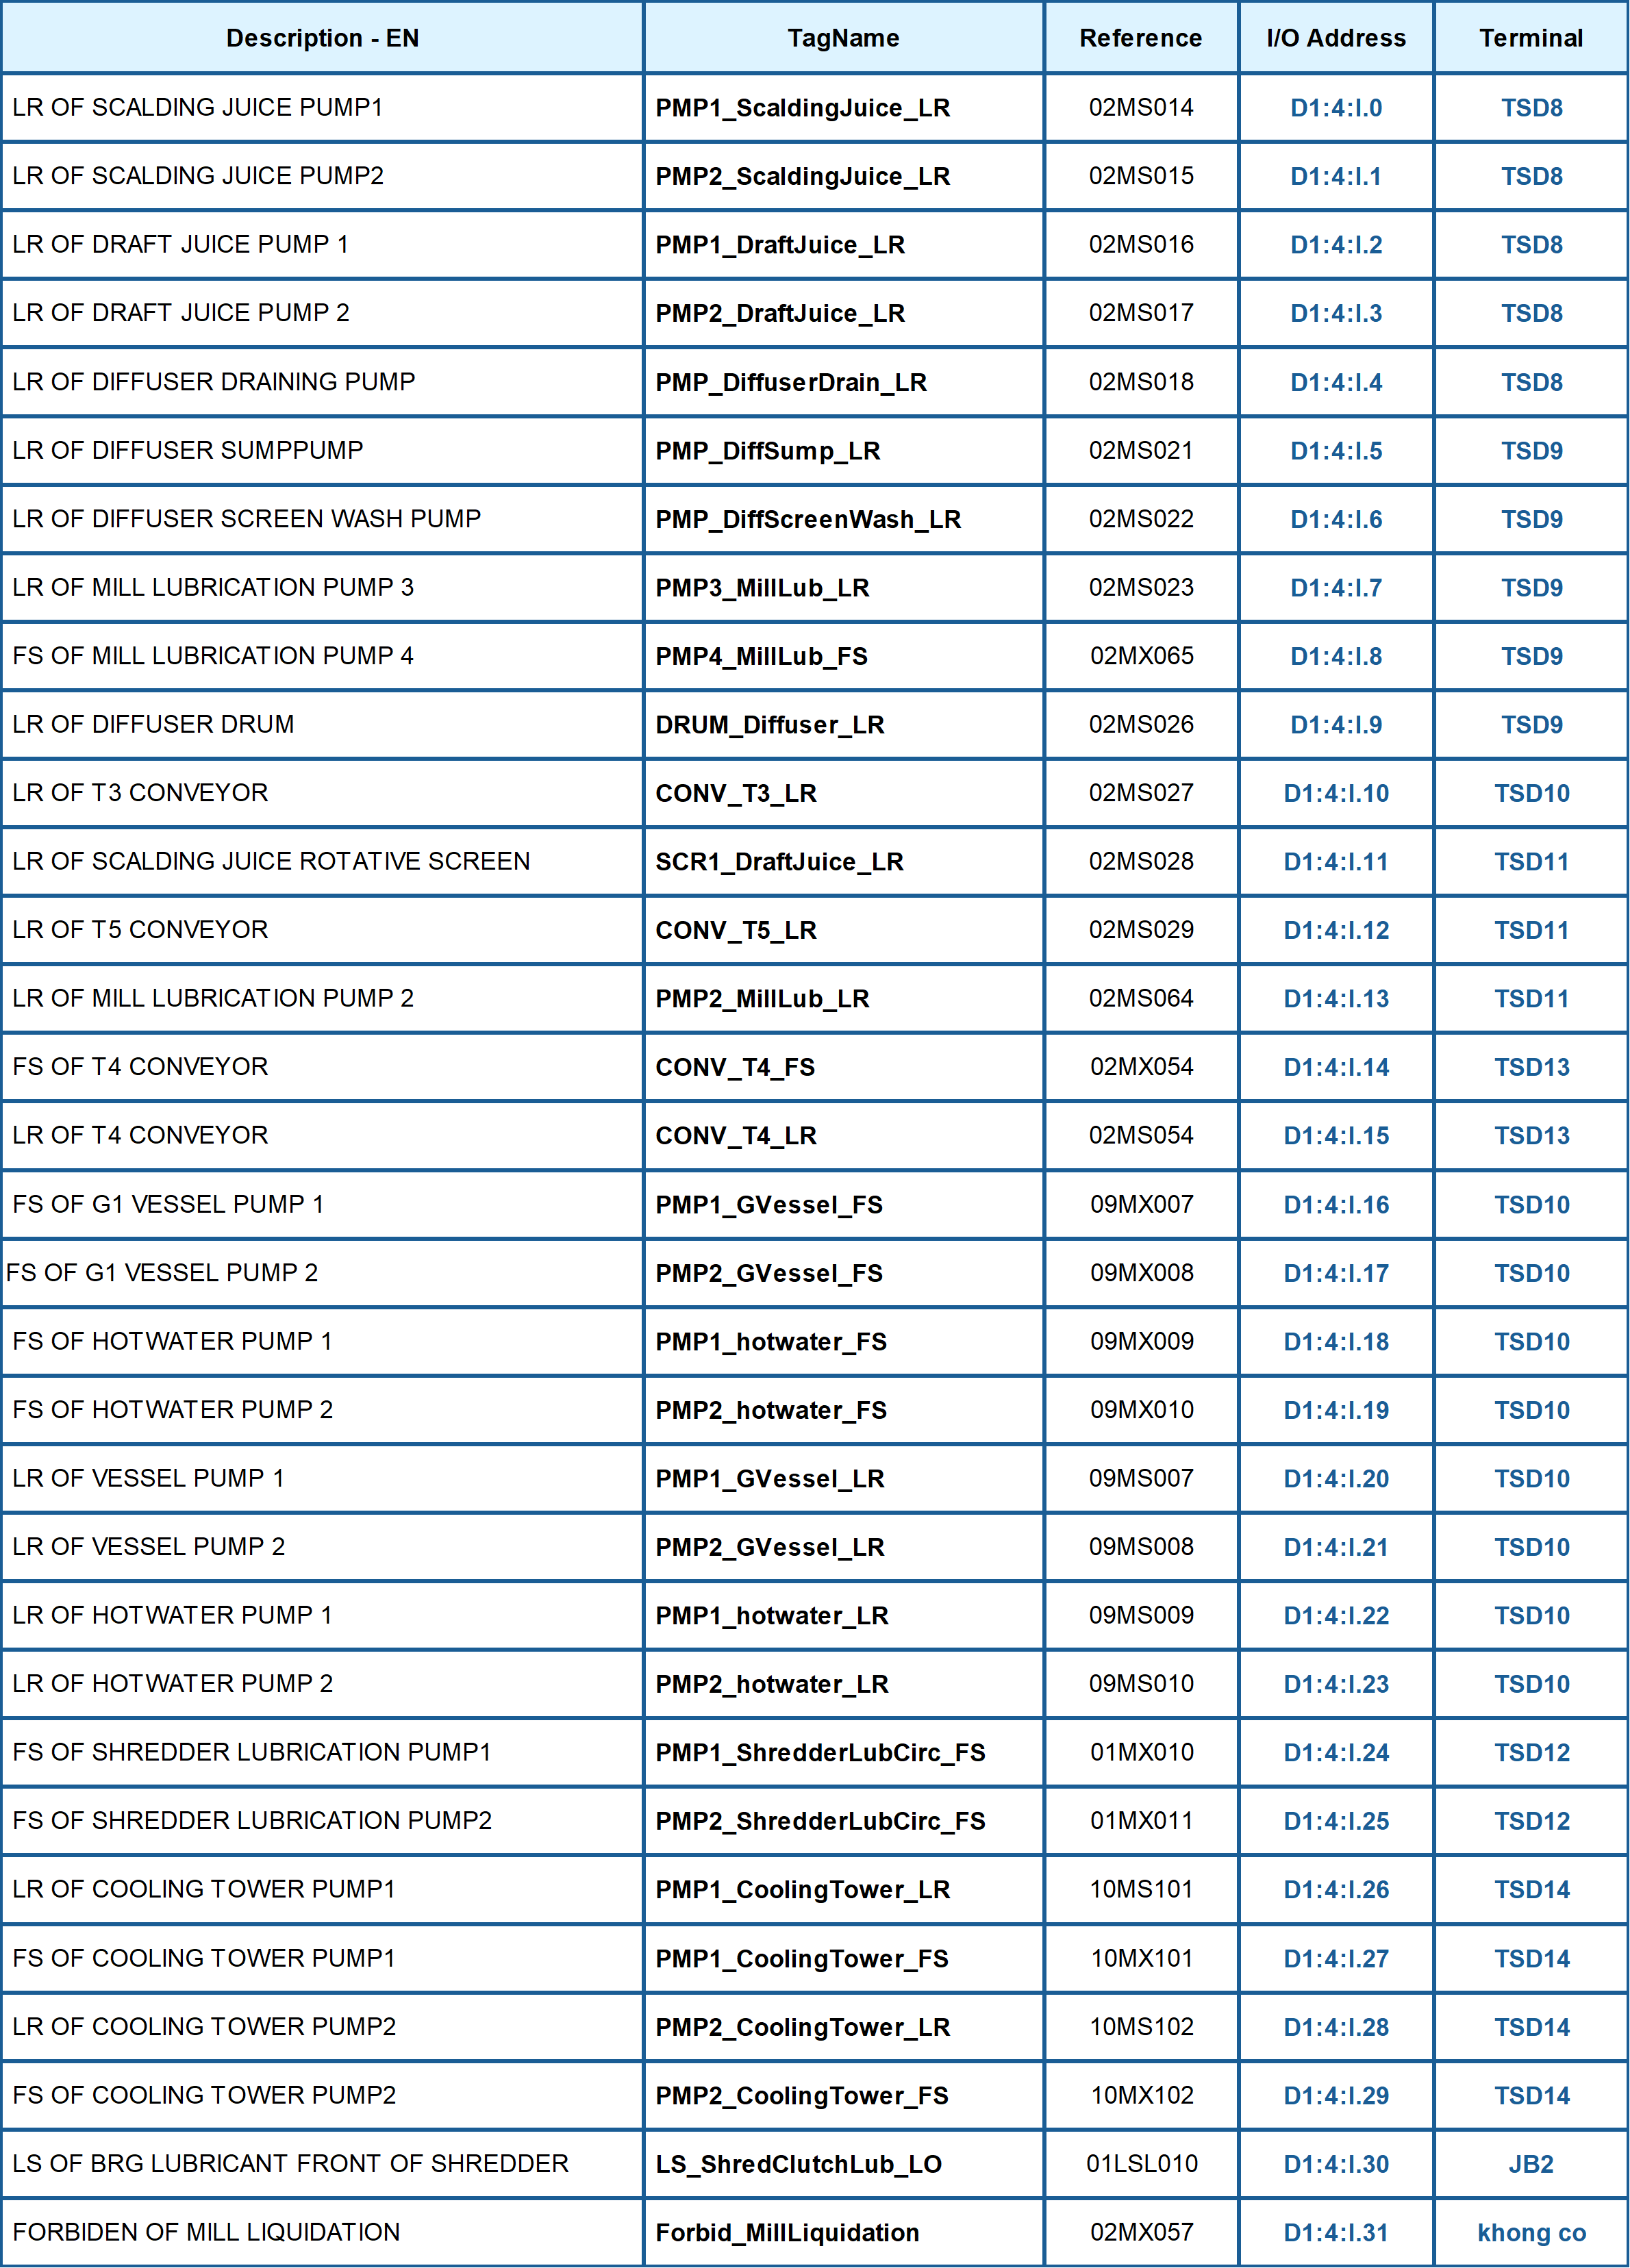 Description - EN TagName Reference I/O Address Terminal
LR OF SCALDING JUICE PUMP1 PMP1_ScaldingJuice_LR 02MS014 D1:4:I.0 TSD8
LR OF SCALDING JUICE PUMP2 PMP2_ScaldingJuice_LR 02MS015 D1:4:I.1 TSD8
LR OF DRAFT JUICE PUMP 1 PMP1_DraftJuice_LR 02MS016 D1:4:I.2 TSD8
LR OF DRAFT JUICE PUMP 2 PMP2_DraftJuice_LR 02MS017 D1:4:I.3 TSD8
LR OF DIFFUSER DRAINING PUMP PMP_DiffuserDrain_LR 02MS018 D1:4:I.4 TSD8
LR OF DIFFUSER SUMPPUMP PMP_DiffSump_LR 02MS021 D1:4:I.5 TSD9
LR OF DIFFUSER SCREEN WASH PUMP PMP_DiffScreenWash_LR 02MS022 D1:4:I.6 TSD9
LR OF MILL LUBRICATION PUMP 3 PMP3_MillLub_LR 02MS023 D1:4:I.7 TSD9
FS OF MILL LUBRICATION PUMP 4 PMP4_MillLub_FS 02MX065 D1:4:I.8 TSD9
LR OF DIFFUSER DRUM DRUM_Diffuser_LR 02MS026 D1:4:I.9 TSD9
LR OF T3 CONVEYOR CONV_T3_LR 02MS027 D1:4:I.10 TSD10
LR OF SCALDING JUICE ROTATIVE SCREEN SCR1_DraftJuice_LR 02MS028 D1:4:I.11 TSD11
LR OF T5 CONVEYOR CONV_T5_LR 02MS029 D1:4:I.12 TSD11
LR OF MILL LUBRICATION PUMP 2 PMP2_MillLub_LR 02MS064 D1:4:I.13 TSD11
FS OF T4 CONVEYOR CONV_T4_FS 02MX054 D1:4:I.14 TSD13
LR OF T4 CONVEYOR CONV_T4_LR 02MS054 D1:4:I.15 TSD13
FS OF G1 VESSEL PUMP 1 PMP1_GVessel_FS 09MX007 D1:4:I.16 TSD10
FS OF G1 VESSEL PUMP 2 PMP2_GVessel_FS 09MX008 D1:4:I.17 TSD10
FS OF HOTWATER PUMP 1 PMP1_hotwater_FS 09MX009 D1:4:I.18 TSD10
FS OF HOTWATER PUMP 2 PMP2_hotwater_FS 09MX010 D1:4:I.19 TSD10
LR OF VESSEL PUMP 1 PMP1_GVessel_LR 09MS007 D1:4:I.20 TSD10
LR OF VESSEL PUMP 2 PMP2_GVessel_LR 09MS008 D1:4:I.21 TSD10
LR OF HOTWATER PUMP 1 PMP1_hotwater_LR 09MS009 D1:4:I.22 TSD10
LR OF HOTWATER PUMP 2 PMP2_hotwater_LR 09MS010 D1:4:I.23 TSD10
FS OF SHREDDER LUBRICATION PUMP1 PMP1_ShredderLubCirc_FS 01MX010 D1:4:I.24 TSD12
FS OF SHREDDER LUBRICATION PUMP2 PMP2_ShredderLubCirc_FS 01MX011 D1:4:I.25 TSD12
LR OF COOLING TOWER PUMP1 PMP1_CoolingTower_LR 10MS101 D1:4:I.26 TSD14
FS OF COOLING TOWER PUMP1 PMP1_CoolingTower_FS 10MX101 D1:4:I.27 TSD14
LR OF COOLING TOWER PUMP2 PMP2_CoolingTower_LR 10MS102 D1:4:I.28 TSD14
FS OF COOLING TOWER PUMP2 PMP2_CoolingTower_FS 10MX102 D1:4:I.29 TSD14
LS OF BRG LUBRICANT FRONT OF SHREDDER LS_ShredClutchLub_LO 01LSL010 D1:4:I.30 JB2
FORBIDEN OF MILL LIQUIDATION Forbid_MillLiquidation 02MX057 D1:4:I.31 khong co